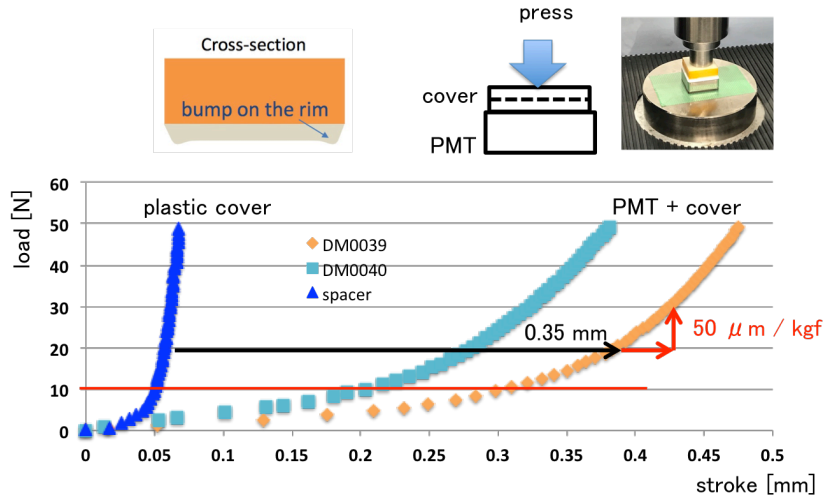 press
Cross-section
bump on the rim
cover
PMT
load [N]
60
50
40
30
20
10
0
plastic cover
PMT + cover
DM0039
DM0040
spacer
0.35 mm
50 μm / kgf
0
0.05
0.1
0.15
0.2
0.25
0.3
0.35
0.4
0.45
0.5
stroke [mm]